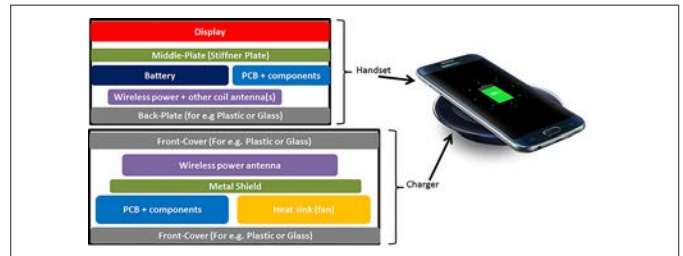 Display
Middle-Plate (Stiffner Plate)
Battery
PCB + components
Wireless power + other coil antenna(s)
Back-Plate (for e.g Plastic or Glass)
Handset
Front-Cover (For e.g. Plastic or Glass)
Wireless power antenna
Metal Shield
PCB + components
Heat sink (fan)
Front-Cover (For e.g. Plastic or Glass)
Charger